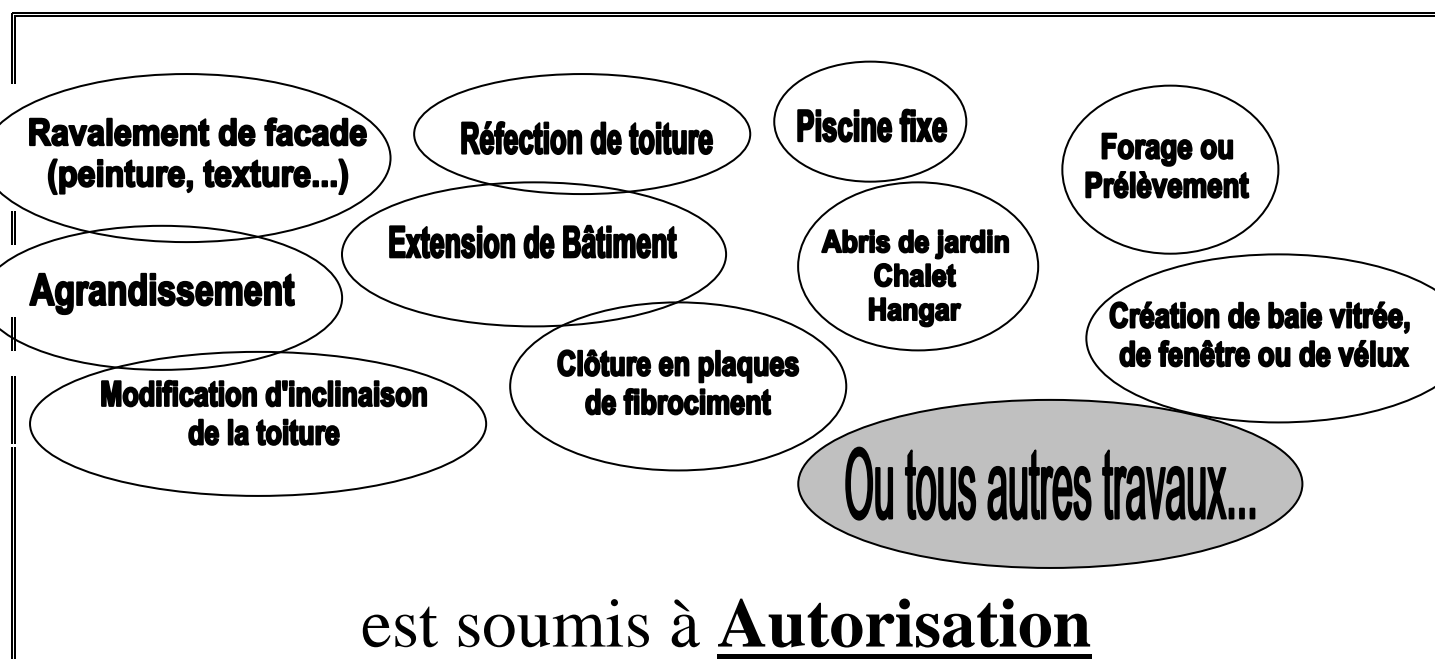 Ravalement de facade
(peinture, texture...)
Réfection de toiture
Piscine fixe
Forage ou
Prélèvement
Extension de Bâtiment
Abris de jardin
Chalet
Hangar
Agrandissement
Création de baie vitrée,
de fenêtre ou de vélux
Clôture en plaques
de fibrociment
Modification d'inclinaison
de la toiture
Ou tous autres travaux...
est soumis à Autorisation